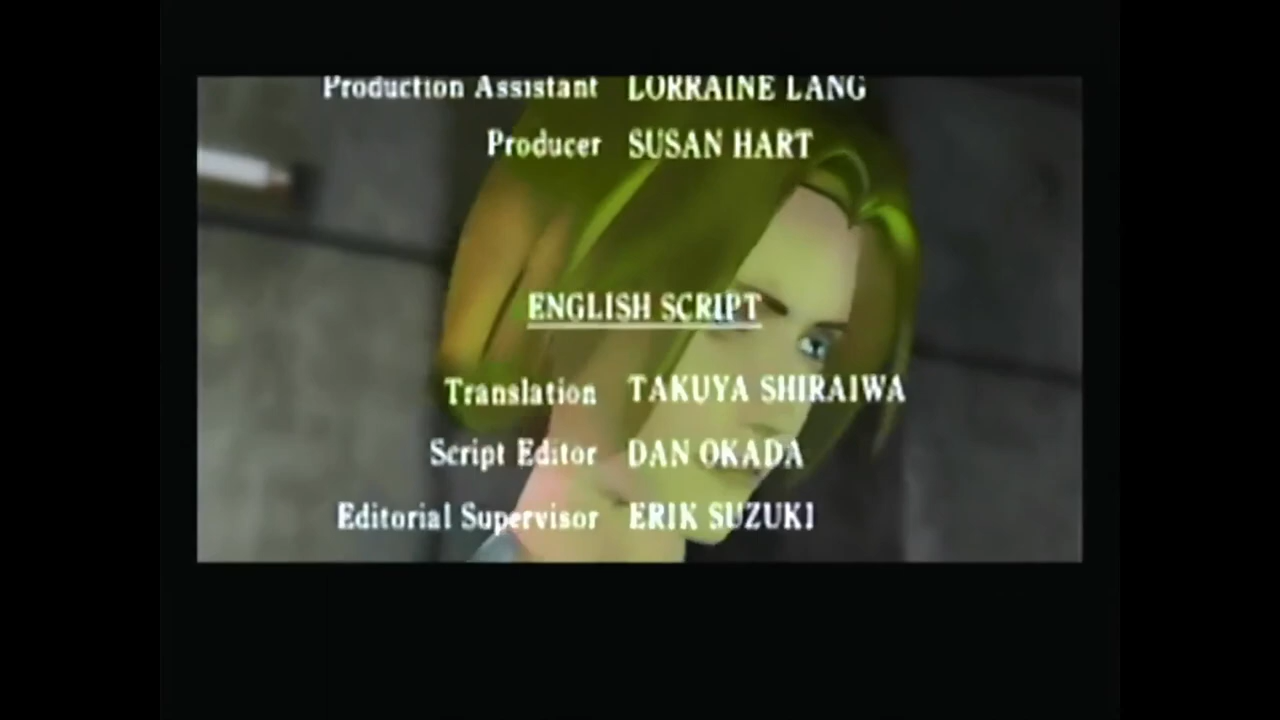 Production Assistant LORRAINE LANG
Producer SUSAN HART
ENGLISH SCRIPT
Translation TAKUYA SHIRAIWA
Script Editor DAN OKADA
Editorial Supervisor ERIK SUZUKI